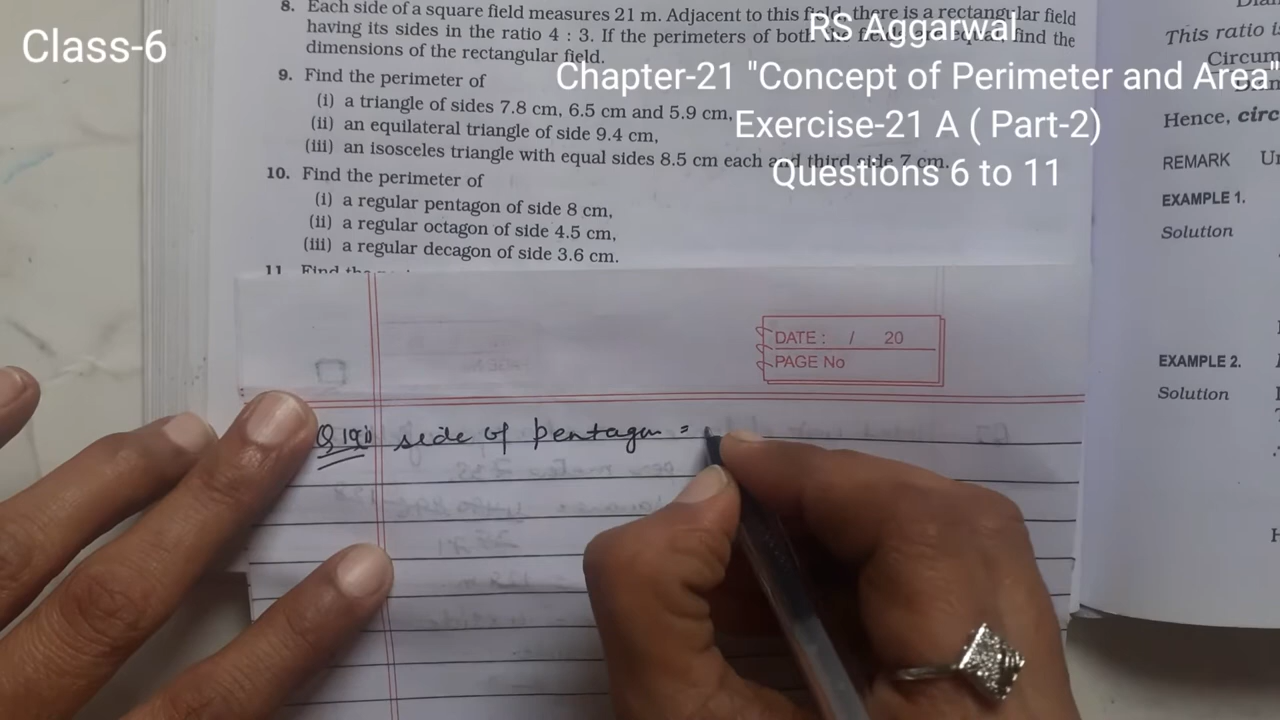 Class-6
RS Aggarwal
Chapter-21 "Concept of Perimeter and Area"
Exercise-21 A ( Part-2)
Questions 6 to 11
8. Each side of a square field measures 21 m. Adjacent to this field, there is a rectangular field
having its sides in the ratio 4 : 3. If the perimeters of both the fields are equal, find the
dimensions of the rectangular field.
9. Find the perimeter of
(i) a triangle of sides 7.8 cm, 6.5 cm and 5.9 cm,
(ii) an equilateral triangle of side 9.4 cm,
(iii) an isosceles triangle with equal sides 8.5 cm each and third side 7 cm.
10. Find the perimeter of
(i) a regular pentagon of side 8 cm,
(ii) a regular octagon of side 4.5 cm,
(iii) a regular decagon of side 3.6 cm.
11 Find the
DATE : / 20
PAGE No
side of pentagon =
This ratio
Circum
Hence, circ
REMARK
EXAMPLE 1.
Solution
EXAMPLE 2.
Solution